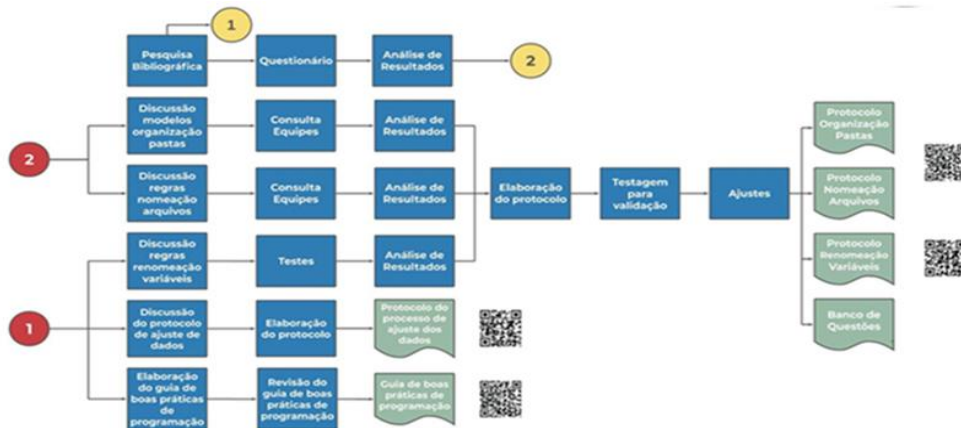 1
Pesquisa
Bibliográfica
Questionário
Análise de
Resultados
2
Discussão
modelos
organização
pastas
Consulta
Equipes
Análise de
Resultados
2
Discussão
regras
nomeação
arquivos
Consulta
Equipes
Análise de
Resultados
Elaboração
do protocolo
Testagem
para
validação
Ajustes
Protocolo
Organização
Pastas
Protocolo
Nomeação
Arquivos
Protocolo
Renomeação
Variáveis
Banco de
Questões
Discussão
regras
renomeação
variáveis
Testes
Análise de
Resultados
1
Discussão
do protocolo
de ajuste de
dados
Elaboração
do protocolo
Protocolo do
processo de
ajuste dos
dados
Elaboração
do guia de
boas práticas
de
programação
Revisão do
guia de boas
práticas de
programação
Guia de boas
práticas de
programação